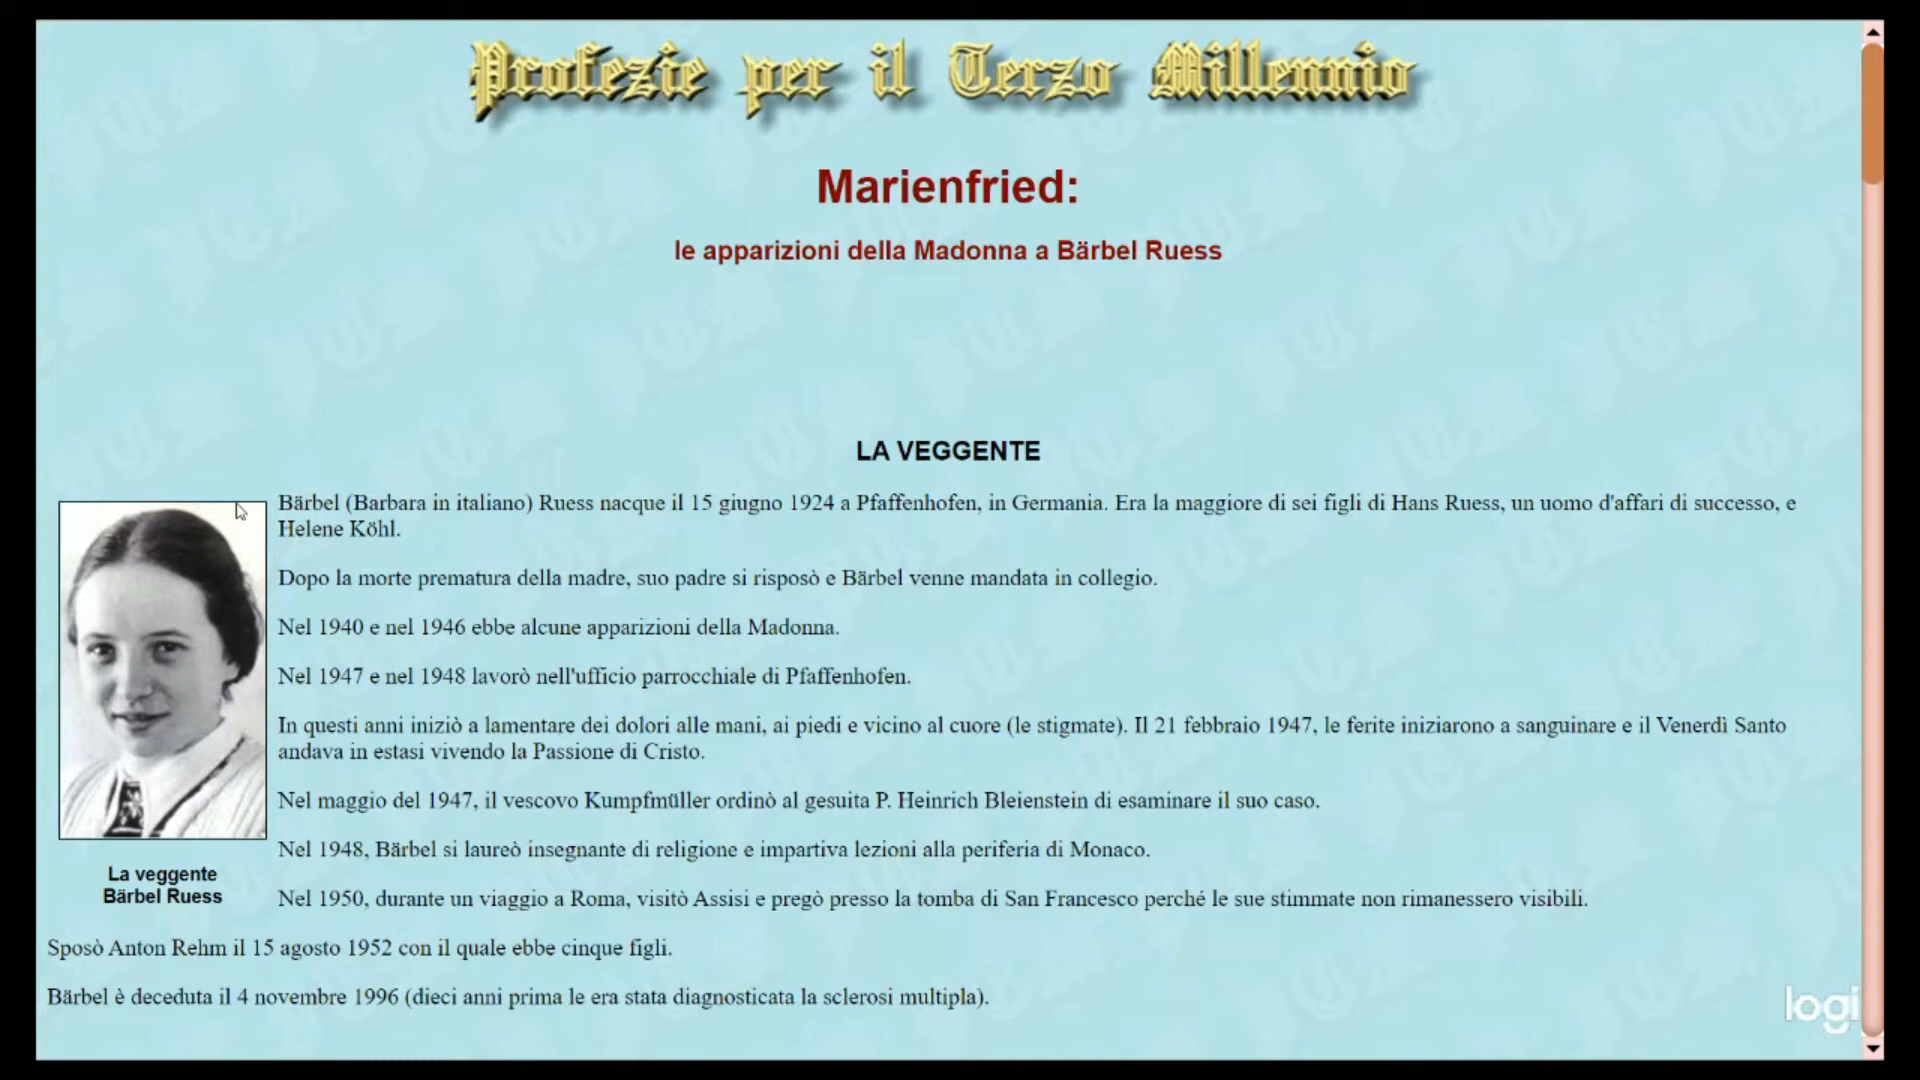 Profezie per il Terzo Millennio
Marienfried:
le apparizioni della Madonna a Bärbel Ruess
LA VEGGENTE
Bärbel (Barbara in italiano) Ruess nacque il 15 giugno 1924 a Pfaffenhofen, in Germania. Era la maggiore di sei figli di Hans Ruess, un uomo d'affari di successo, e
Helene Köhl.
Dopo la morte prematura della madre, suo padre si risposò e Bärbel venne mandata in collegio.
Nel 1940 e nel 1946 ebbe alcune apparizioni della Madonna.
Nel 1947 e nel 1948 lavorò nell'ufficio parrocchiale di Pfaffenhofen.
In questi anni iniziò a lamentare dei dolori alle mani, ai piedi e vicino al cuore (le stigmate). Il 21 febbraio 1947, le ferite iniziarono a sanguinare e il Venerdì Santo
andava in estasi vivendo la Passione di Cristo.
Nel maggio del 1947, il vescovo Kumpfmüller ordinò al gesuita P. Heinrich Bleienstein di esaminare il suo caso.
Nel 1948, Bärbel si laureò insegnante di religione e impartiva lezioni alla periferia di Monaco.
Nel 1950, durante un viaggio a Roma, visitò Assisi e pregò presso la tomba di San Francesco perché le sue stimmate non rimanessero visibili.
La veggente
Bärbel Ruess
Sposò Anton Rehm il 15 agosto 1952 con il quale ebbe cinque figli.
Bärbel è deceduta il 4 novembre 1996 (dieci anni prima le era stata diagnosticata la sclerosi multipla).
logi